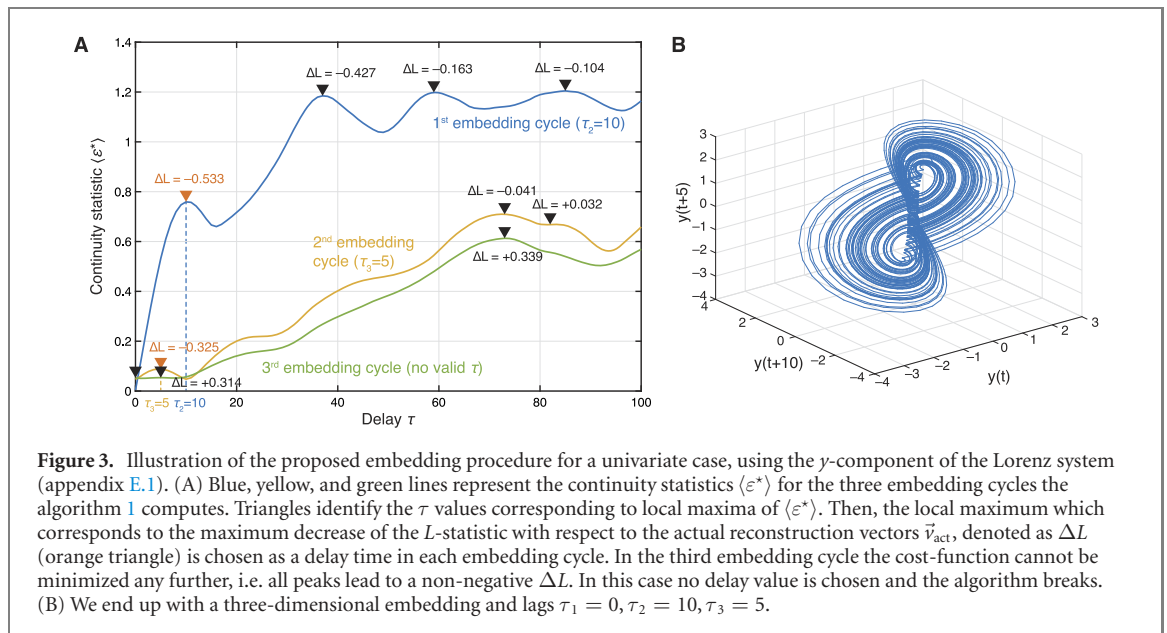 A
B
1.4
1.2
1
0.8
0.6
0.4
0.2
0
Continuity statistic ⟨ε*⟩
ΔL = −0.427
ΔL = −0.163
ΔL = −0.104
1st embedding cycle (τ2=10)
ΔL = −0.533
ΔL = −0.041
ΔL = +0.032
2nd embedding
cycle (τ3=5)
ΔL = +0.339
ΔL = −0.325
3rd embedding cycle (no valid τ)
ΔL = +0.314
0 τ3=5 τ2=10 20 40 60 80 100
Delay τ
3
2
1
0
−1
−2
−3
−4
y(t+5)
4
2
0
−2
−4
y(t+10)
−4
−3
−2
−1
0
1
2
3
y(t)
Figure 3. Illustration of the proposed embedding procedure for a univariate case, using the y-component of the Lorenz system
(appendix E.1). (A) Blue, yellow, and green lines represent the continuity statistics ⟨ε⋆⟩ for the three embedding cycles the
algorithm 1 computes. Triangles identify the τ values corresponding to local maxima of ⟨ε⋆⟩. Then, the local maximum which
corresponds to the maximum decrease of the L-statistic with respect to the actual reconstruction vectors v⃗act, denoted as ΔL
(orange triangle) is chosen as a delay time in each embedding cycle. In the third embedding cycle the cost-function cannot be
minimized any further, i.e. all peaks lead to a non-negative ΔL. In this case no delay value is chosen and the algorithm breaks.
(B) We end up with a three-dimensional embedding and lags τ1 = 0, τ2 = 10, τ3 = 5.